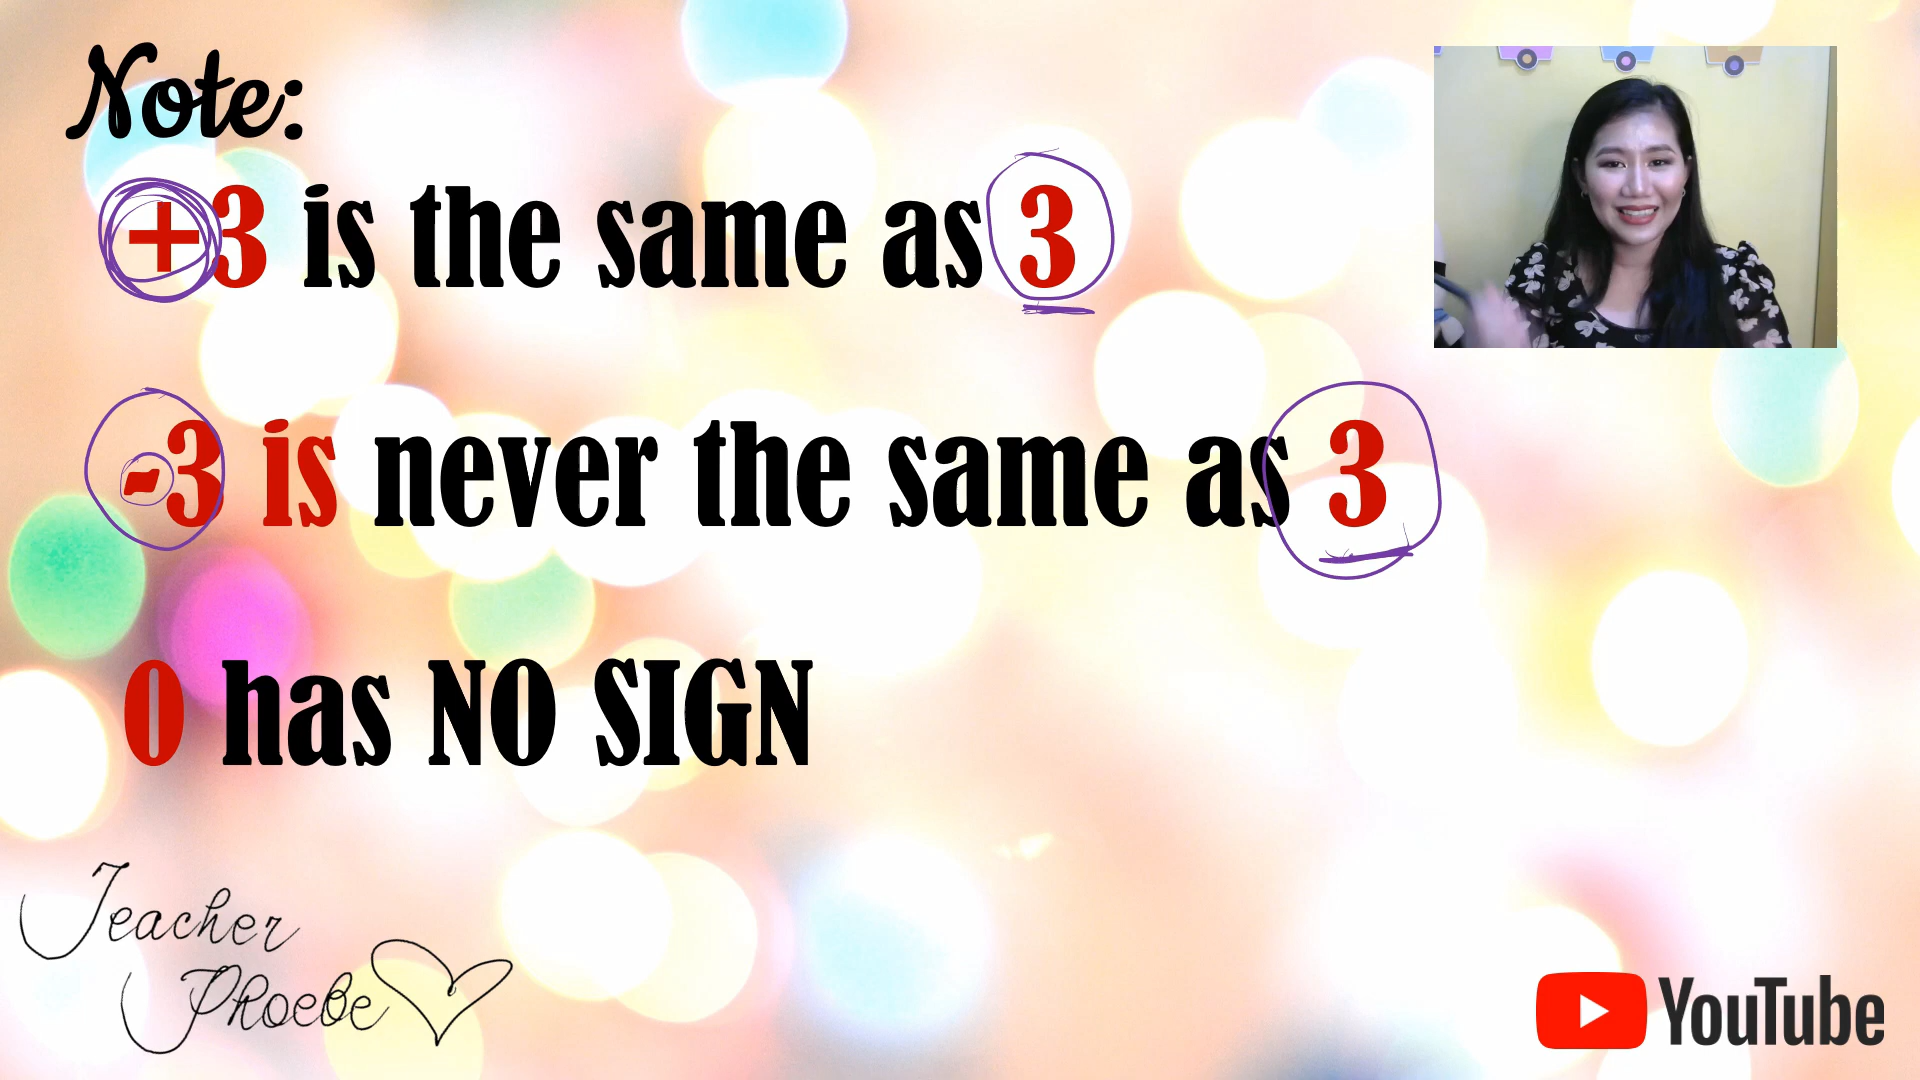 Note:
+3 is the same as 3
-3 is never the same as 3
0 has NO SIGN
Teacher
Phoebe
YouTube